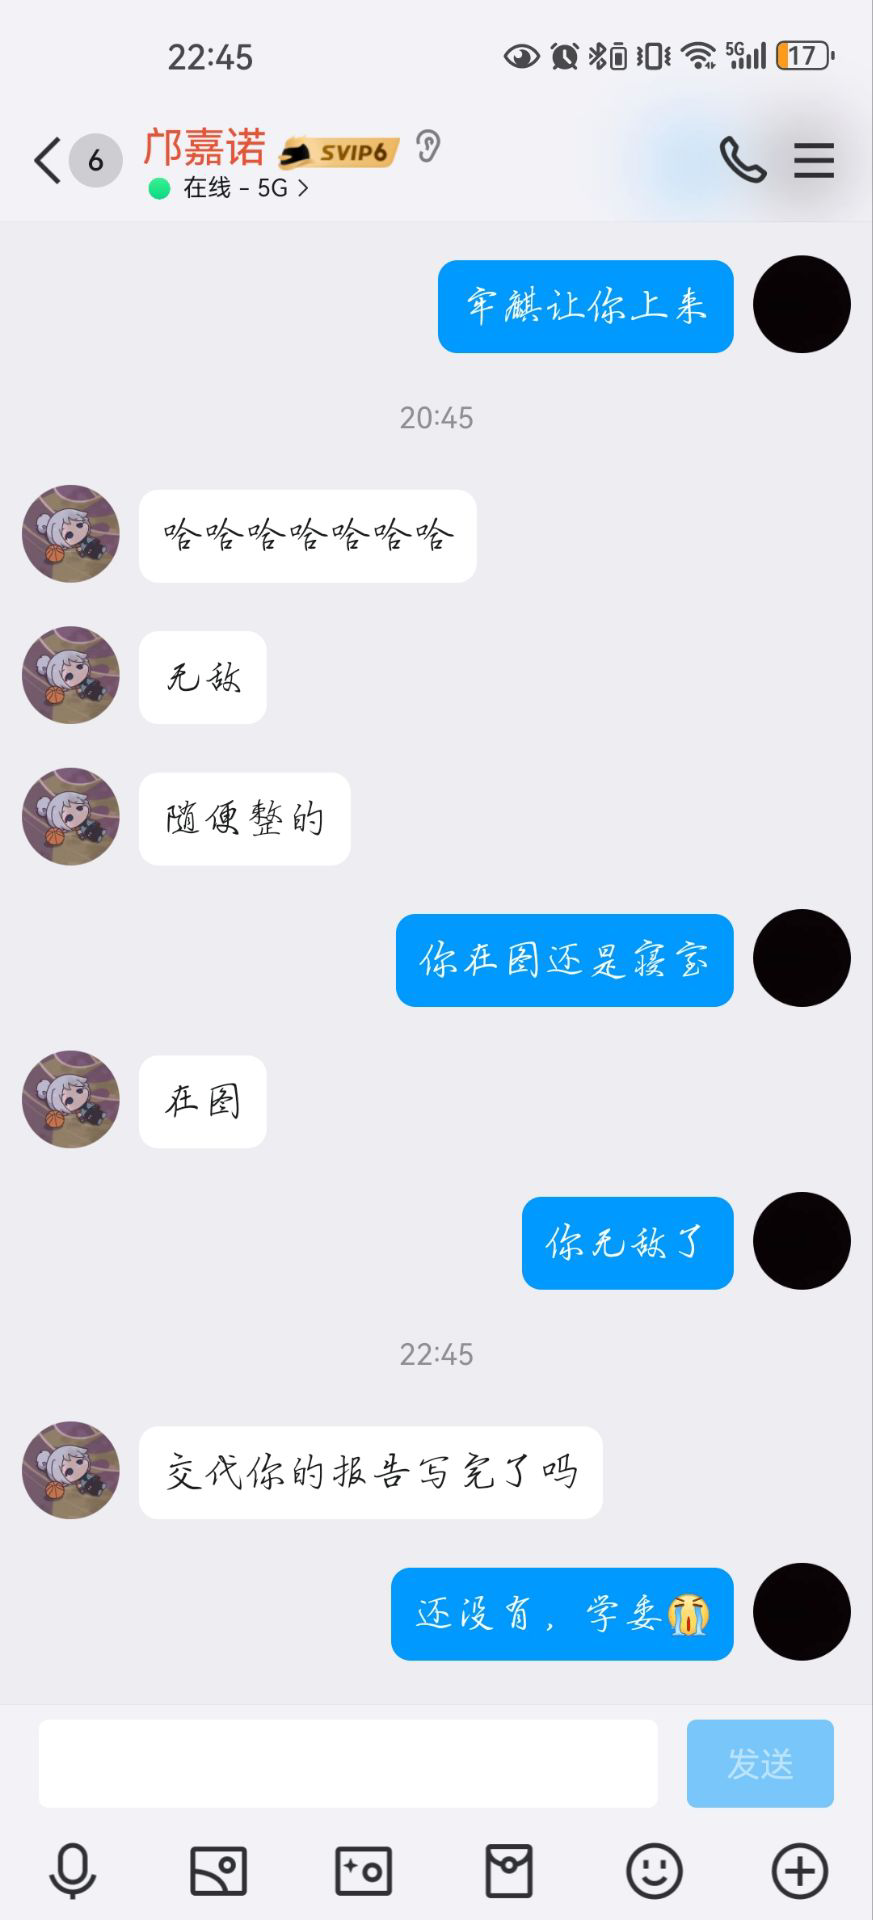 22:45
5G
17
6
邝嘉诺
SVIP6
在线 - 5G
牢麒让你上来
20:45
哈哈哈哈哈哈哈
无敌
随便整的
你在图还是寝室
在图
你无敌了
22:45
交代你的报告写完了吗
还没有，学委😭
发送